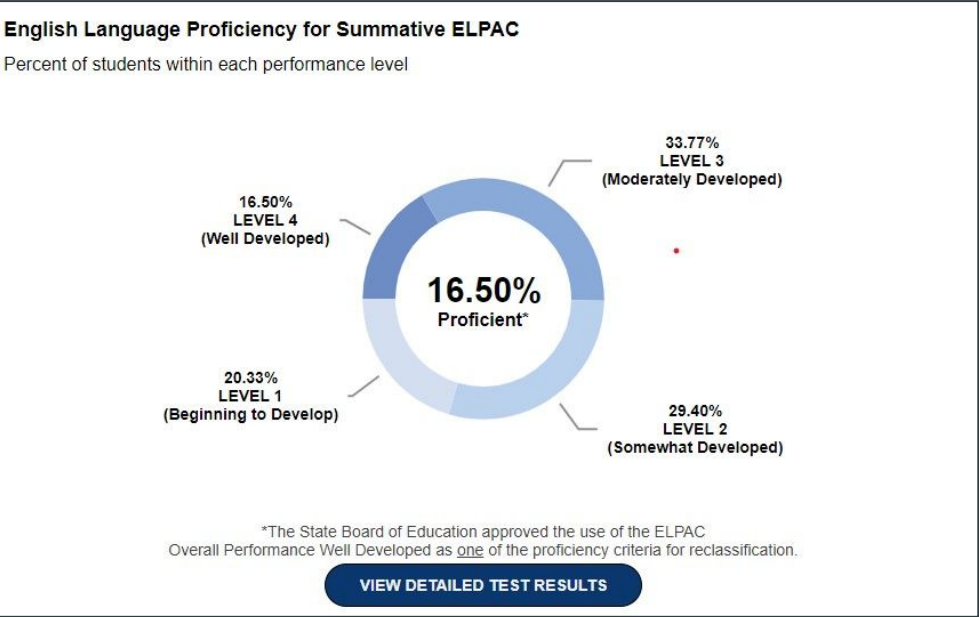 English Language Proficiency for Summative ELPAC
Percent of students within each performance level
33.77%
LEVEL 3
(Moderately Developed)
16.50%
LEVEL 4
(Well Developed)
16.50%
Proficient*
20.33%
LEVEL 1
(Beginning to Develop)
29.40%
LEVEL 2
(Somewhat Developed)
*The State Board of Education approved the use of the ELPAC
Overall Performance Well Developed as one of the proficiency criteria for reclassification.
VIEW DETAILED TEST RESULTS